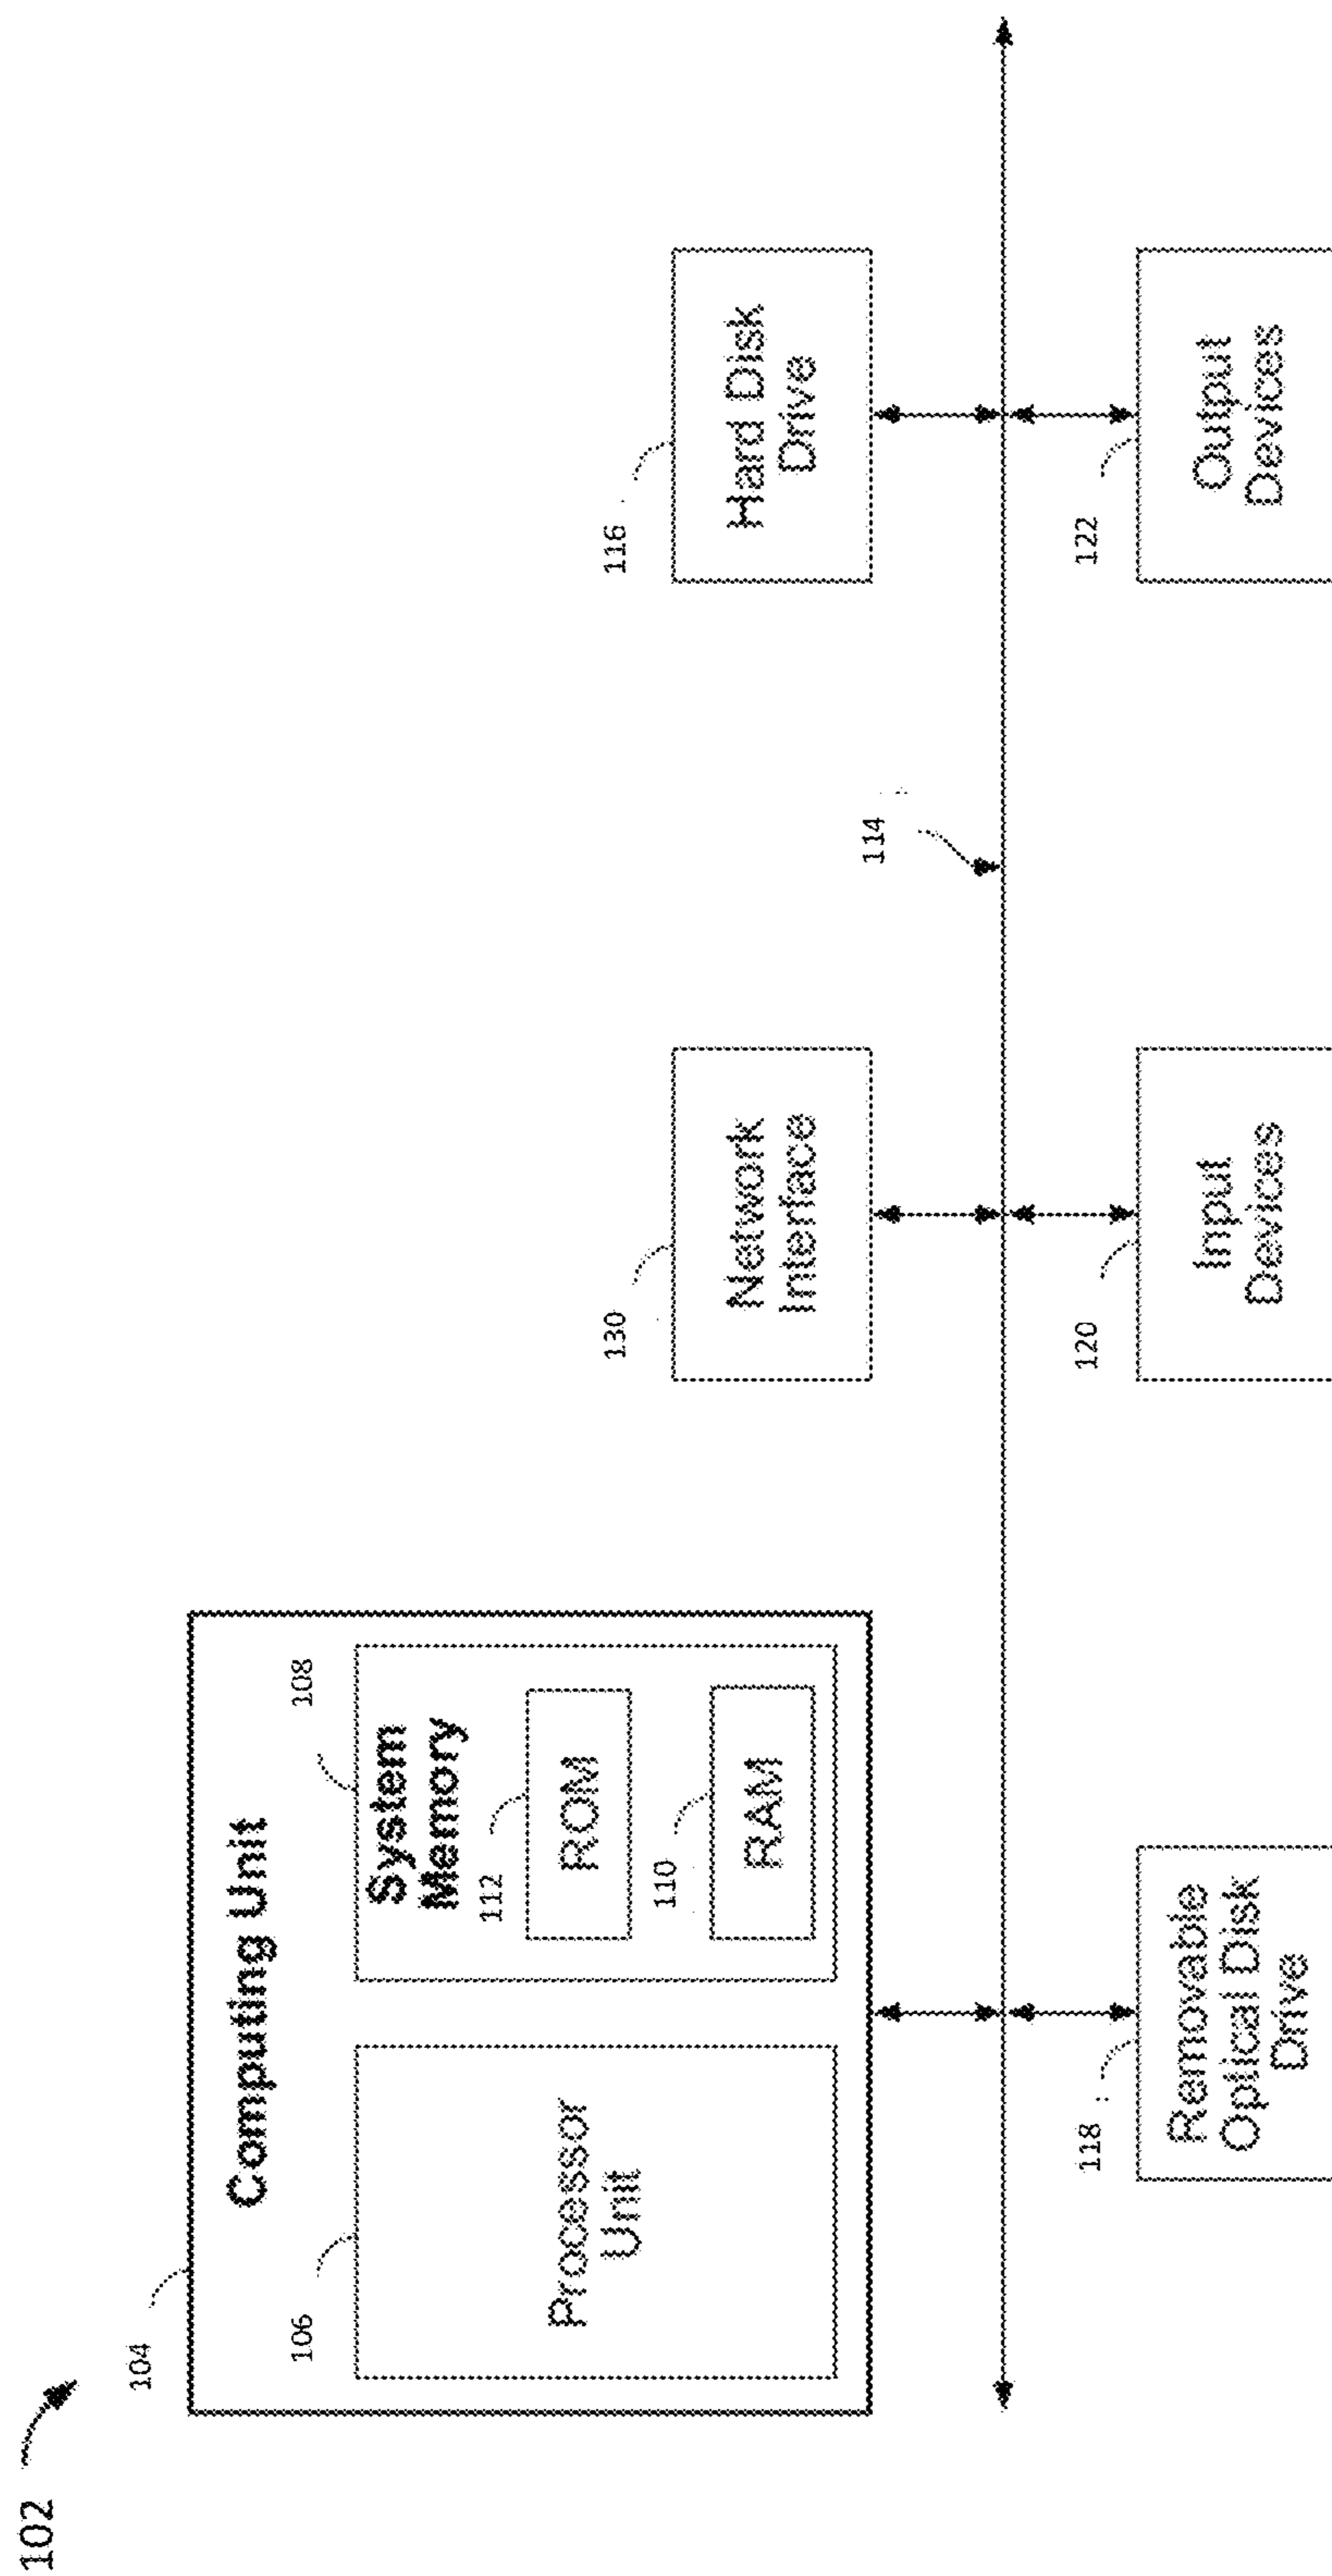 102
104
Computing Unit
106
Processor
Unit
108
System
Memory
112
ROM
110
RAM
130
Network
Interface
116
Hard Disk
Drive
114
118
Removable
Optical Disk
Drive
120
Input
Devices
122
Output
Devices